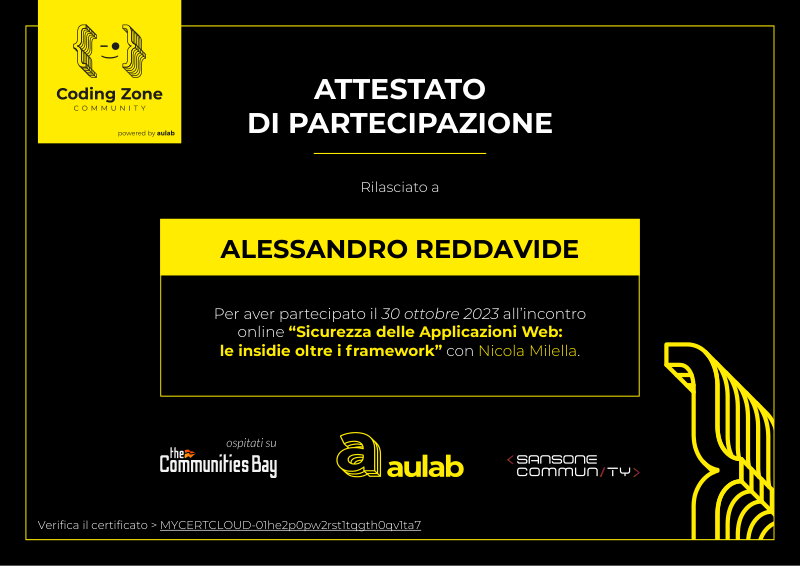 Coding Zone
COMMUNITY
powered by aulab
ATTESTATO
DI PARTECIPAZIONE
Rilasciato a
ALESSANDRO REDDAVIDE
Per aver partecipato il 30 ottobre 2023 all'incontro
online “Sicurezza delle Applicazioni Web:
le insidie oltre i framework” con Nicola Milella.
ospitati su
the
Communities Bay
aulab
<SANSONE
COMMUN/TY>
Verifica il certificato > MYCERTCLOUD-01he2p0pw2rst1tqgth0qv1ta7